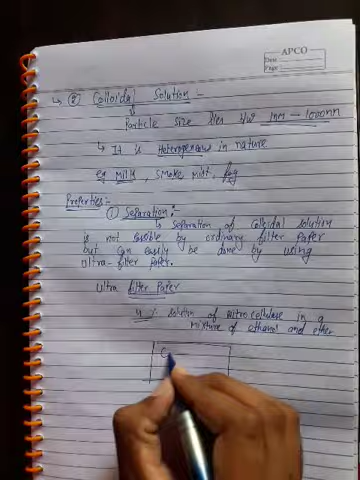 APCO
Date:
Page:
② Colloidal Solution :-
Particle size lies b/w 1nm - 1000nm
↳ It is Heterogeneous in nature
eg Milk, smoke mist, fog
Properties:-
① Separation:-
↳ Separation of colloidal solution
is not possible by ordinary filter paper
but can easily be done by using
Ultra-filter paper.
Ultra filter Paper
4% solution of Nitrocellulose in a
mixture of ethanol and ether
C